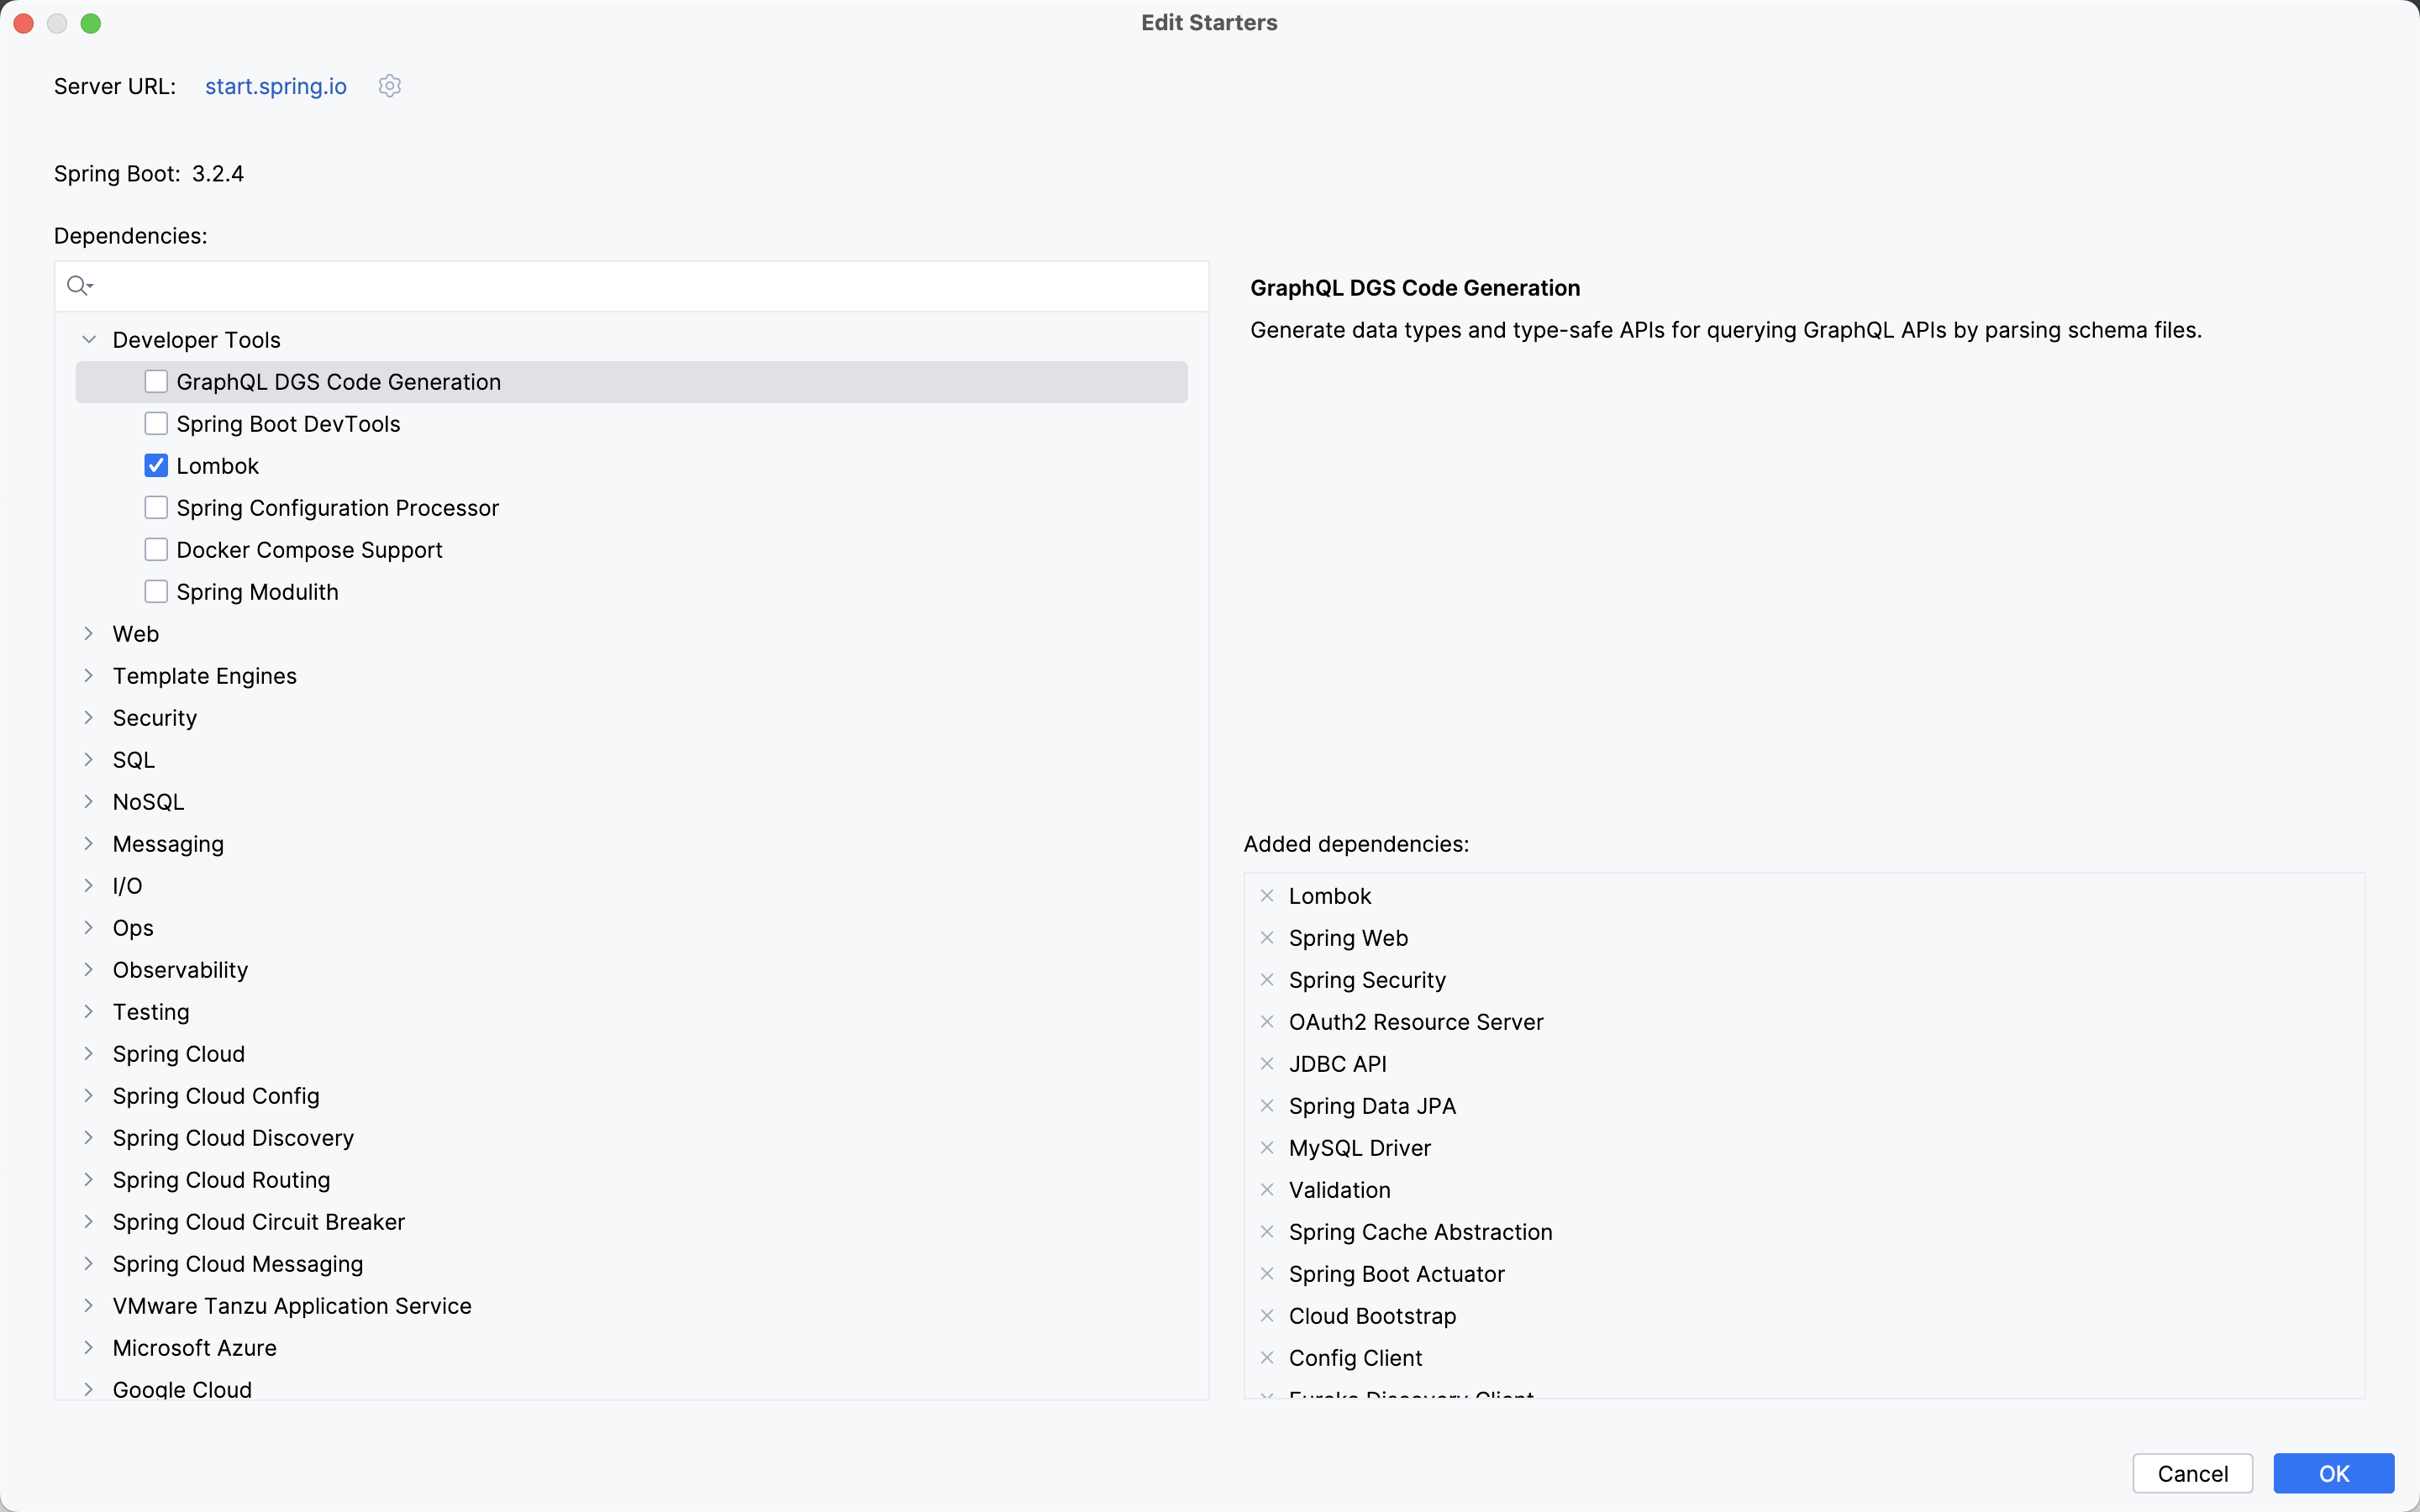 Edit Starters
Server URL: start.spring.io
Spring Boot: 3.2.4
Dependencies:
Developer Tools
GraphQL DGS Code Generation
Spring Boot DevTools
Lombok
Spring Configuration Processor
Docker Compose Support
Spring Modulith
Web
Template Engines
Security
SQL
NoSQL
Messaging
I/O
Ops
Observability
Testing
Spring Cloud
Spring Cloud Config
Spring Cloud Discovery
Spring Cloud Routing
Spring Cloud Circuit Breaker
Spring Cloud Messaging
VMware Tanzu Application Service
Microsoft Azure
Google Cloud
GraphQL DGS Code Generation
Generate data types and type-safe APIs for querying GraphQL APIs by parsing schema files.
Added dependencies:
Lombok
Spring Web
Spring Security
OAuth2 Resource Server
JDBC API
Spring Data JPA
MySQL Driver
Validation
Spring Cache Abstraction
Spring Boot Actuator
Cloud Bootstrap
Config Client
Eureka Discovery Client
Cancel
OK